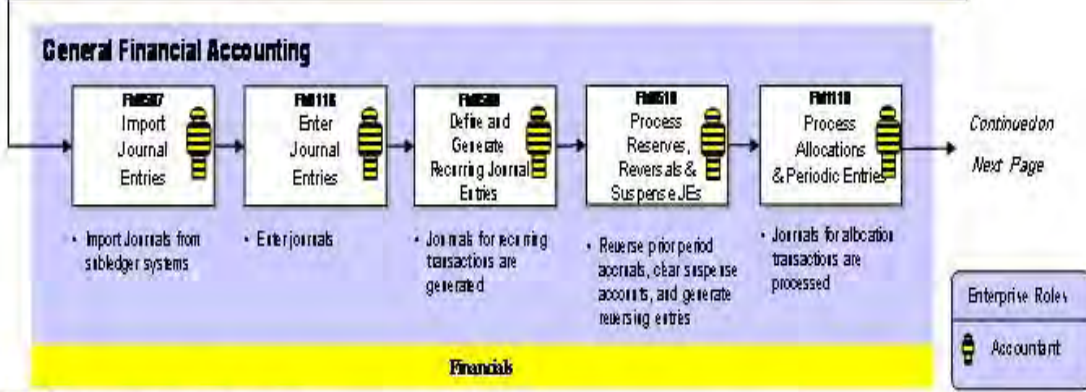 General Financial Accounting
Import
Journal
Entries
Enter
Journal
Entries
Define and
Generate
Recurring Journal
Entries
Process
Reserves,
Reversals &
Suspense JEs
Process
Allocations
& Periodic Entries
Continued on
Next Page
• Import Journals from
subledger systems
• Enter journals
• Journals for recurring
transactions are
generated
• Reverse prior period
accruals, clear suspense
accounts, and generate
reversing entries
• Journals for allocation
transactions are
processed
Enterprise Roles
Accountant
Financials